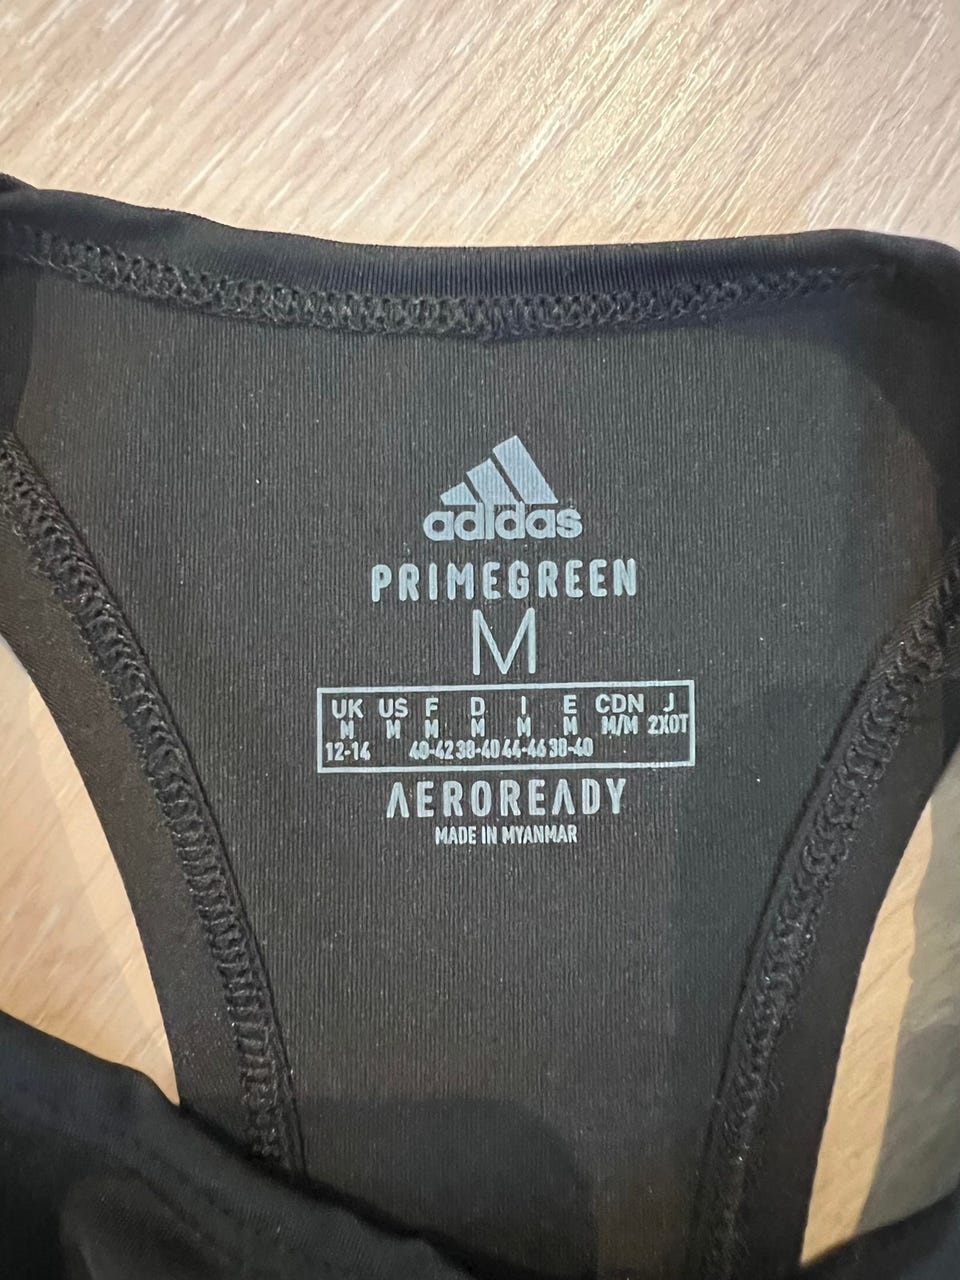 adidas
PRIMEGREEN
M
UK US F D I E CDN J
M M M M M M M/M 2XOT
12-14 40-42 38-40 44-46 38-40
AEROREADY
MADE IN MYANMAR